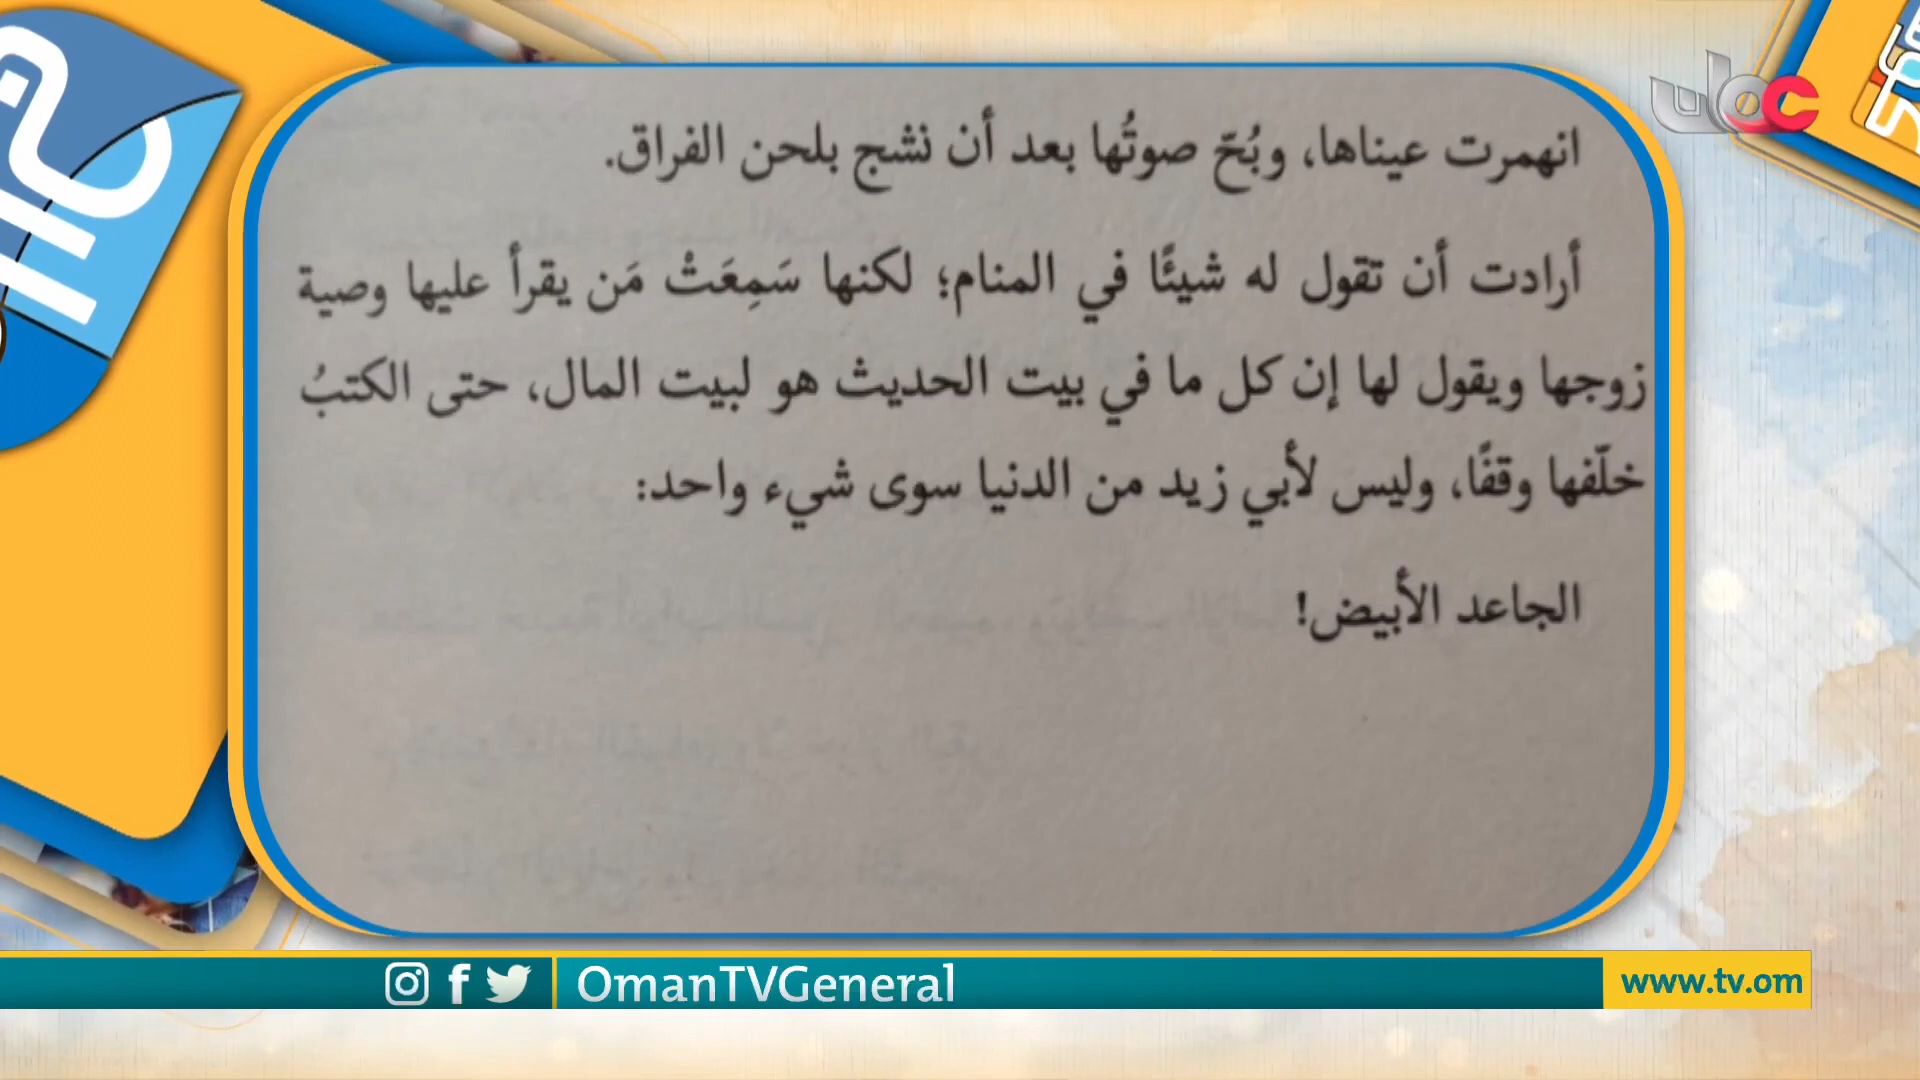 انهمرت عيناها، وبُحّ صوتُها بعد أن نشج بلحن الفراق.
أرادت أن تقول له شيئًا في المنام؛ لكنها سَمِعَتْ مَن يقرأ عليها وصية
زوجها ويقول لها إن كل ما في بيت الحديث هو لبيت المال، حتى الكتبُ
خلّفها وقفًا، وليس لأبي زيد من الدنيا سوى شيء واحد:
الجاعد الأبيض!
OmanTVGeneral
www.tv.om